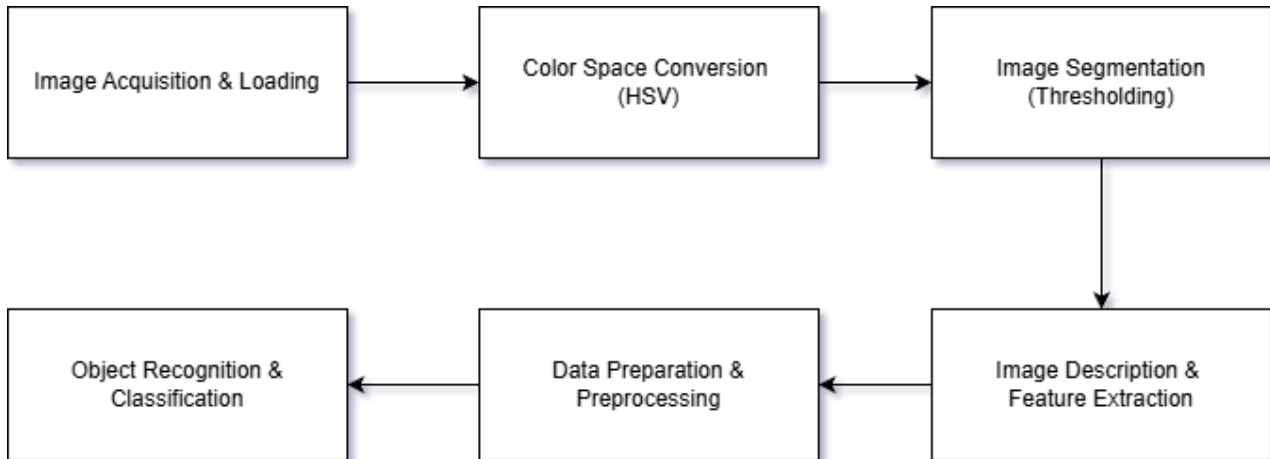 Image Acquisition & Loading
Color Space Conversion
(HSV)
Image Segmentation
(Thresholding)
Object Recognition &
Classification
Data Preparation &
Preprocessing
Image Description &
Feature Extraction